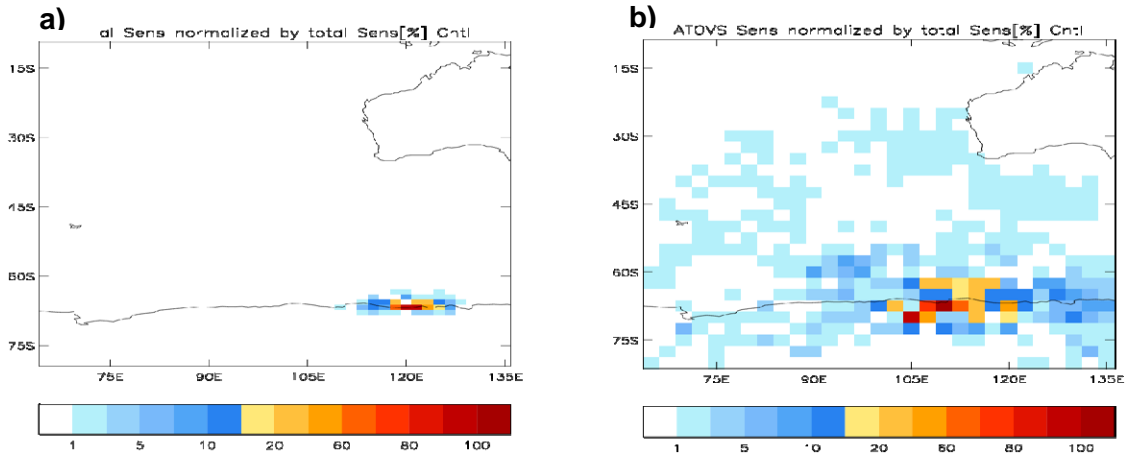 a)
al Sens normalized by total Sens[%] Cntl
15S
30S
45S
60S
75S
75E 90E 105E 120E 135E
1 5 10 20 60 80 100
b)
ATOVS Sens normalized by total Sens[%] Cntl
15S
30S
45S
60S
75S
75E 90E 105E 120E 135E
1 5 10 20 60 80 100